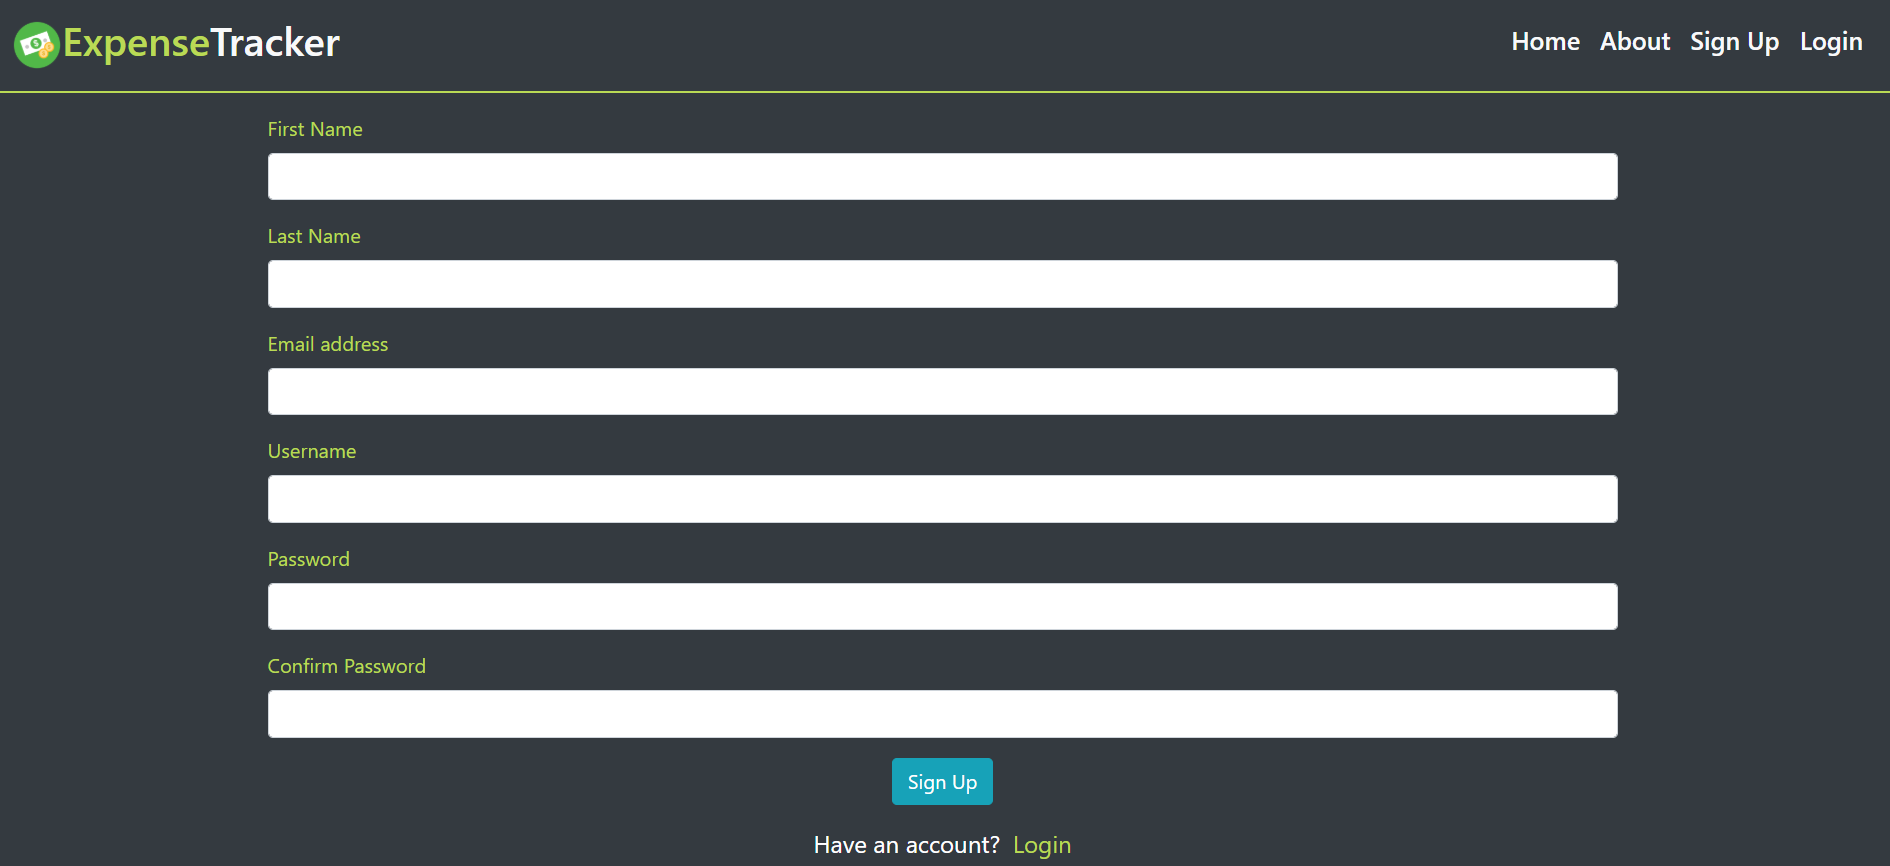 ExpenseTracker Home About Sign Up Login
First Name
Last Name
Email address
Username
Password
Confirm Password
Sign Up
Have an account? Login